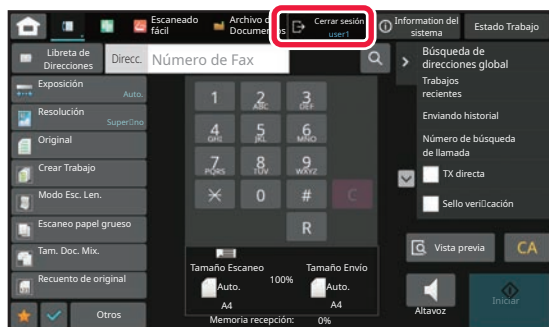 Escaneado
fácil
Archivo d
Documentos
Cerrar sesión
user1
Information del
sistema
Estado Trabajo
Libreta de
Direcciones
Direcc.
Número de Fax
Búsqueda de
direcciones global
Trabajos
recientes
Enviando historial
Número de búsqueda
de llamada
TX directa
Sello veri▯cación
Exposición
Auto.
Resolución
Super▯no
Original
Crear Trabajo
Modo Esc. Len.
Escaneo papel
grueso
Tam. Doc. Mix.
Recuento de
original
Otros
1
2 ABC
3 DEF
4 GHI
5 JKL
6 MNO
7 PQRS
8 TUV
9 WXYZ
0
#
C
R
Tamaño Escaneo
Auto.
A4
100%
Tamaño Envío
Auto.
A4
Memoria recepción: 0%
Vista
previa
CA
Altavoz
Iniciar